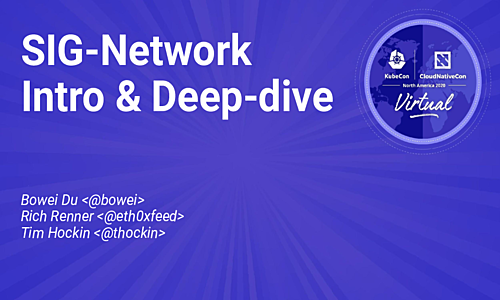 SIG-Network
Intro & Deep-dive
KubeCon
CloudNativeCon
North America 2020
Virtual
Bowei Du <@bowei>
Rich Renner <@eth0xfeed>
Tim Hockin <@thockin>